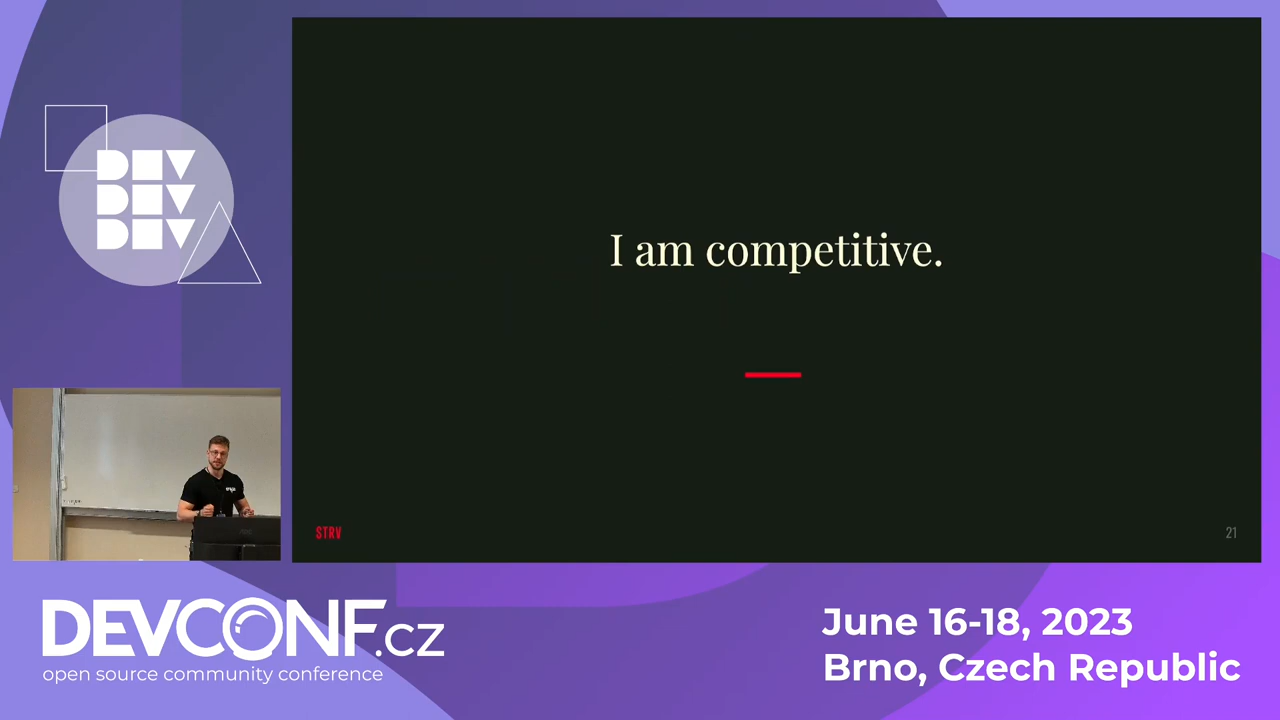 DEV
DEV
DEV
I am competitive.
STRV
21
DEVCONF.cz
open source community conference
June 16-18, 2023
Brno, Czech Republic